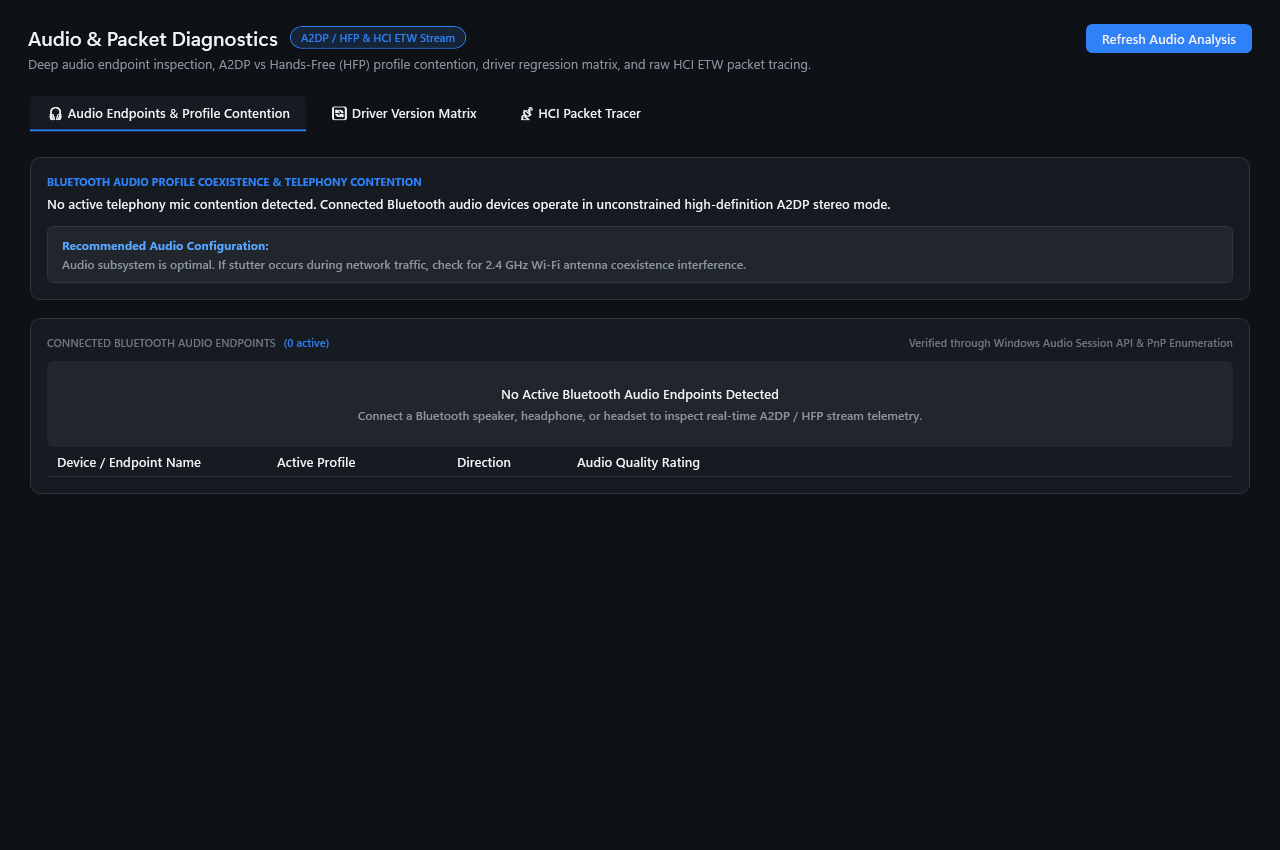 Audio & Packet Diagnostics
A2DP / HFP & HCI ETW Stream
Refresh Audio Analysis
Deep audio endpoint inspection, A2DP vs Hands-Free (HFP) profile contention, driver regression matrix, and raw HCI ETW packet tracing.
Audio Endpoints & Profile Contention
Driver Version Matrix
HCI Packet Tracer
BLUETOOTH AUDIO PROFILE COEXISTENCE & TELEPHONY CONTENTION
No active telephony mic contention detected. Connected Bluetooth audio devices operate in unconstrained high-definition A2DP stereo mode.
Recommended Audio Configuration:
Audio subsystem is optimal. If stutter occurs during network traffic, check for 2.4 GHz Wi-Fi antenna coexistence interference.
CONNECTED BLUETOOTH AUDIO ENDPOINTS (0 active)
Verified through Windows Audio Session API & PnP Enumeration
No Active Bluetooth Audio Endpoints Detected
Connect a Bluetooth speaker, headphone, or headset to inspect real-time A2DP / HFP stream telemetry.
Device / Endpoint Name
Active Profile
Direction
Audio Quality Rating